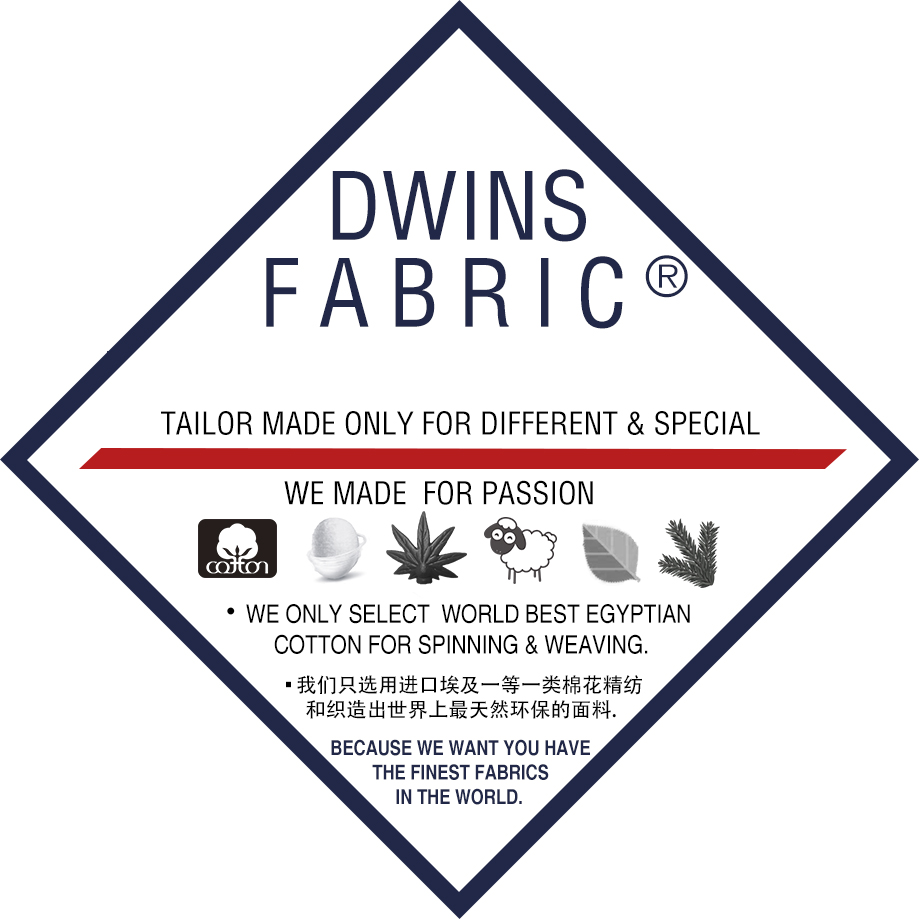 DWINS
FABRIC®
TAILOR MADE ONLY FOR DIFFERENT & SPECIAL
WE MADE FOR PASSION
cotton
• WE ONLY SELECT WORLD BEST EGYPTIAN
COTTON FOR SPINNING & WEAVING.
▪ 我们只选用进口埃及一等一类棉花精纺
和织造出世界上最天然环保的面料.
BECAUSE WE WANT YOU HAVE
THE FINEST FABRICS
IN THE WORLD.